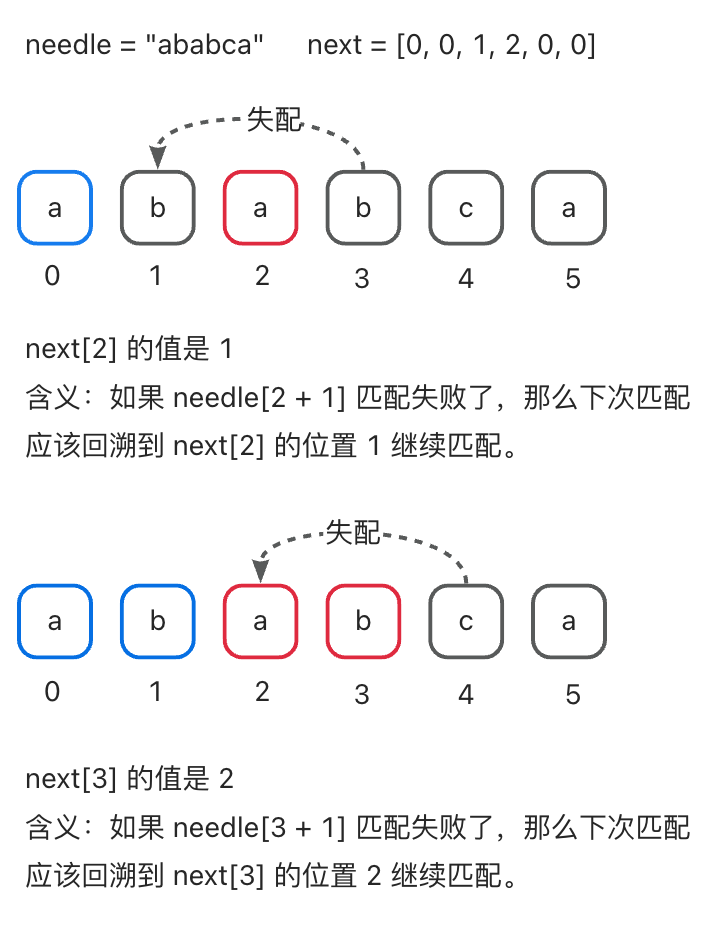 needle = "ababca" next = [0, 0, 1, 2, 0, 0]
失配
a b a b c a
0 1 2 3 4 5
next[2] 的值是 1
含义：如果 needle[2 + 1] 匹配失败了，那么下次匹配
应该回溯到 next[2] 的位置 1 继续匹配。
失配
a b a b c a
0 1 2 3 4 5
next[3] 的值是 2
含义：如果 needle[3 + 1] 匹配失败了，那么下次匹配
应该回溯到 next[3] 的位置 2 继续匹配。